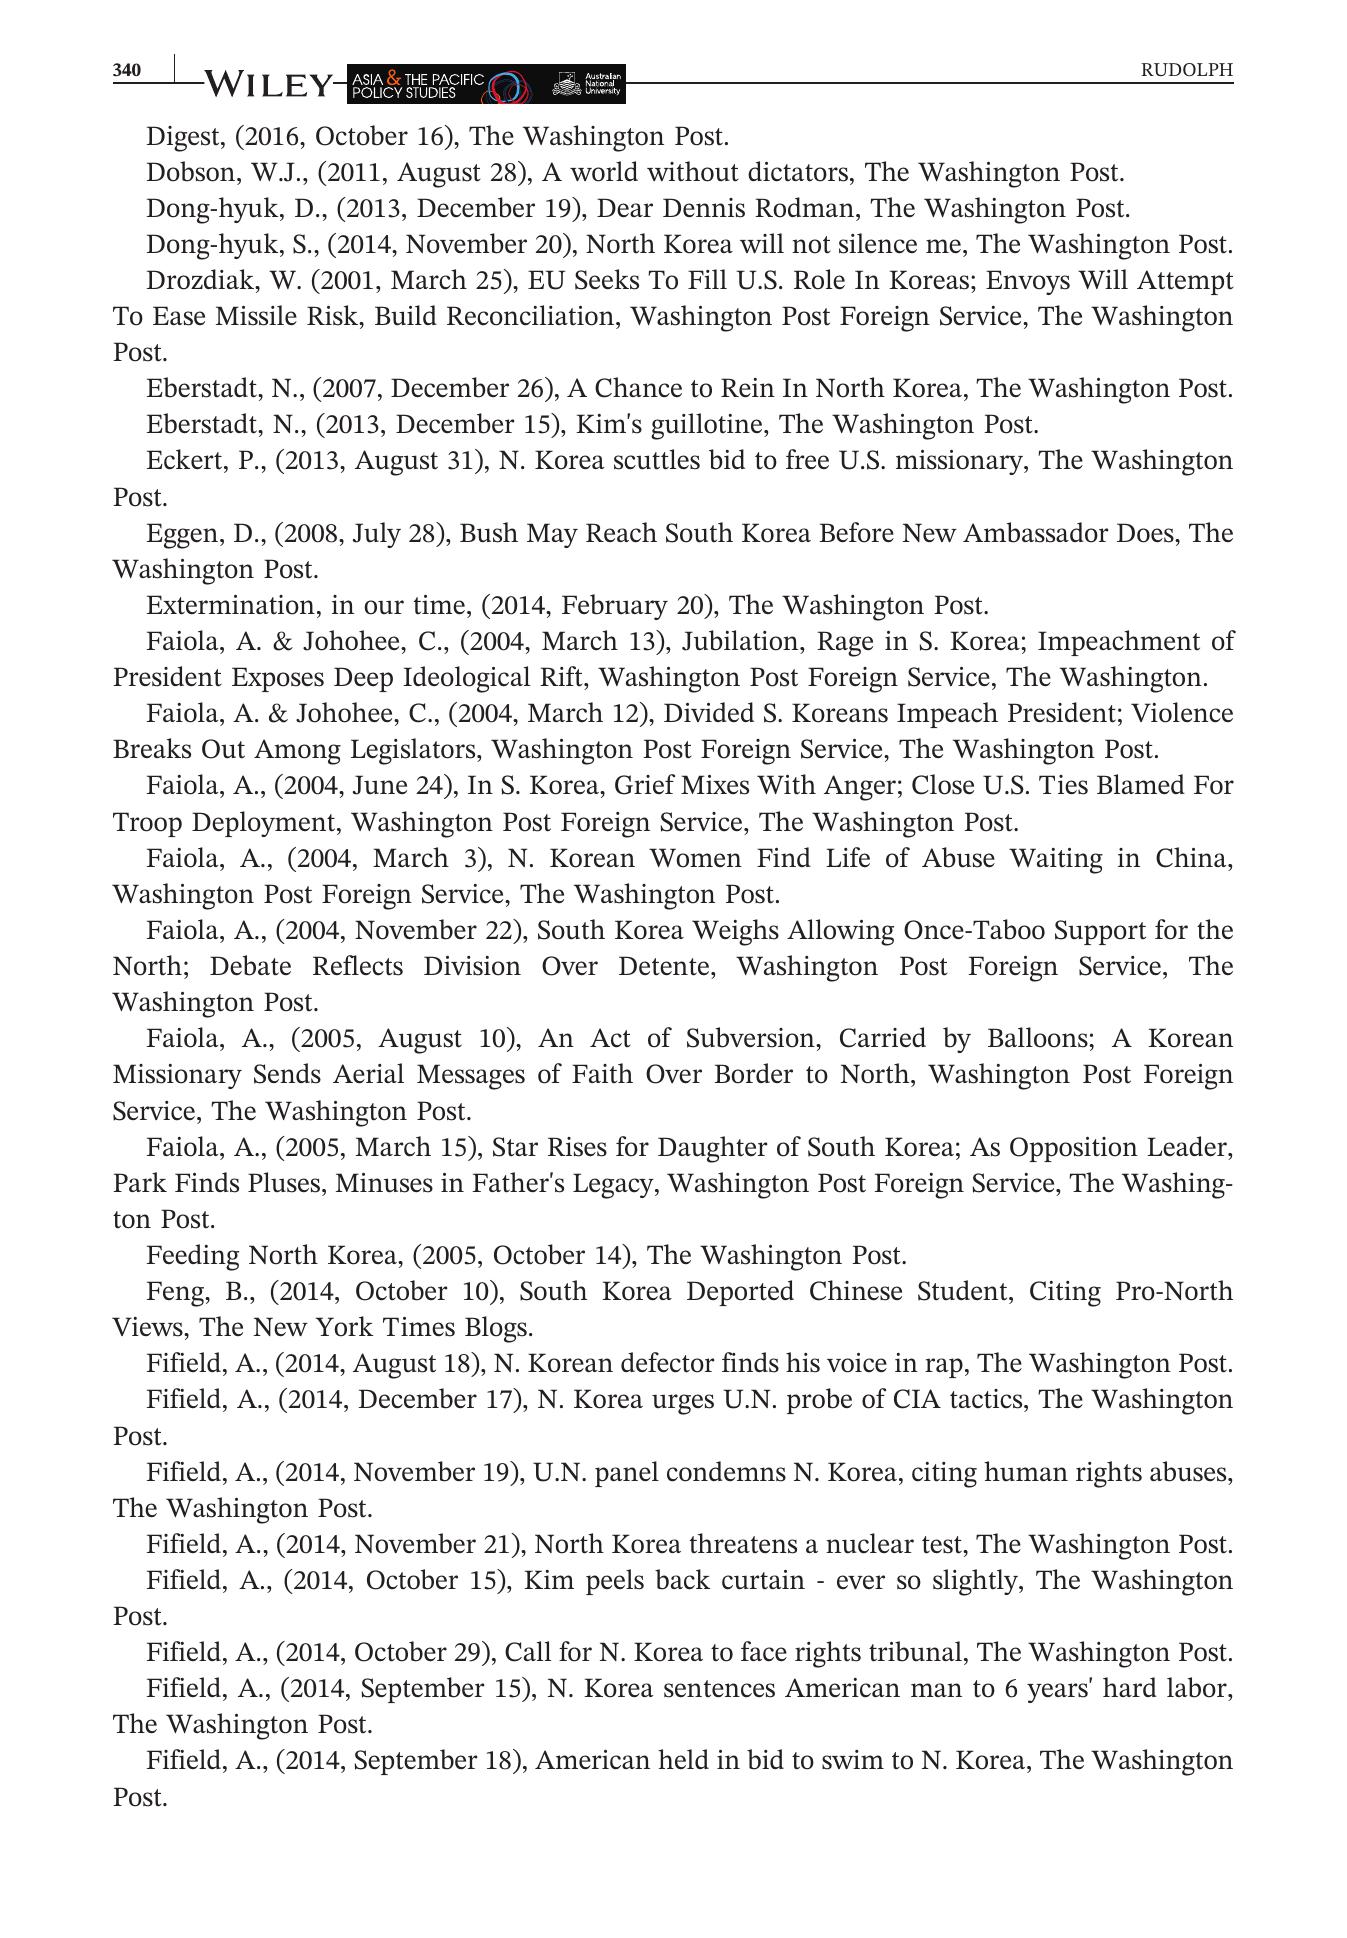 340
WILEY
ASIA & THE PACIFIC
POLICY STUDIES
Australian
National
University
RUDOLPH
Digest, (2016, October 16), The Washington Post.
Dobson, W.J., (2011, August 28), A world without dictators, The Washington Post.
Dong-hyuk, D., (2013, December 19), Dear Dennis Rodman, The Washington Post.
Dong-hyuk, S., (2014, November 20), North Korea will not silence me, The Washington Post.
Drozdiak, W. (2001, March 25), EU Seeks To Fill U.S. Role In Koreas; Envoys Will Attempt
To Ease Missile Risk, Build Reconciliation, Washington Post Foreign Service, The Washington
Post.
Eberstadt, N., (2007, December 26), A Chance to Rein In North Korea, The Washington Post.
Eberstadt, N., (2013, December 15), Kim's guillotine, The Washington Post.
Eckert, P., (2013, August 31), N. Korea scuttles bid to free U.S. missionary, The Washington
Post.
Eggen, D., (2008, July 28), Bush May Reach South Korea Before New Ambassador Does, The
Washington Post.
Extermination, in our time, (2014, February 20), The Washington Post.
Faiola, A. & Johohee, C., (2004, March 13), Jubilation, Rage in S. Korea; Impeachment of
President Exposes Deep Ideological Rift, Washington Post Foreign Service, The Washington.
Faiola, A. & Johohee, C., (2004, March 12), Divided S. Koreans Impeach President; Violence
Breaks Out Among Legislators, Washington Post Foreign Service, The Washington Post.
Faiola, A., (2004, June 24), In S. Korea, Grief Mixes With Anger; Close U.S. Ties Blamed For
Troop Deployment, Washington Post Foreign Service, The Washington Post.
Faiola, A., (2004, March 3), N. Korean Women Find Life of Abuse Waiting in China,
Washington Post Foreign Service, The Washington Post.
Faiola, A., (2004, November 22), South Korea Weighs Allowing Once-Taboo Support for the
North; Debate Reflects Division Over Detente, Washington Post Foreign Service, The
Washington Post.
Faiola, A., (2005, August 10), An Act of Subversion, Carried by Balloons; A Korean
Missionary Sends Aerial Messages of Faith Over Border to North, Washington Post Foreign
Service, The Washington Post.
Faiola, A., (2005, March 15), Star Rises for Daughter of South Korea; As Opposition Leader,
Park Finds Pluses, Minuses in Father's Legacy, Washington Post Foreign Service, The Washing-
ton Post.
Feeding North Korea, (2005, October 14), The Washington Post.
Feng, B., (2014, October 10), South Korea Deported Chinese Student, Citing Pro-North
Views, The New York Times Blogs.
Fifield, A., (2014, August 18), N. Korean defector finds his voice in rap, The Washington Post.
Fifield, A., (2014, December 17), N. Korea urges U.N. probe of CIA tactics, The Washington
Post.
Fifield, A., (2014, November 19), U.N. panel condemns N. Korea, citing human rights abuses,
The Washington Post.
Fifield, A., (2014, November 21), North Korea threatens a nuclear test, The Washington Post.
Fifield, A., (2014, October 15), Kim peels back curtain - ever so slightly, The Washington
Post.
Fifield, A., (2014, October 29), Call for N. Korea to face rights tribunal, The Washington Post.
Fifield, A., (2014, September 15), N. Korea sentences American man to 6 years' hard labor,
The Washington Post.
Fifield, A., (2014, September 18), American held in bid to swim to N. Korea, The Washington
Post.